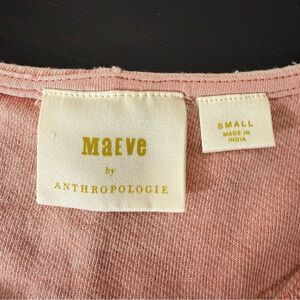 MaEVe
by
ANTHROPOLOGIE
SMALL
MADE IN
INDIA